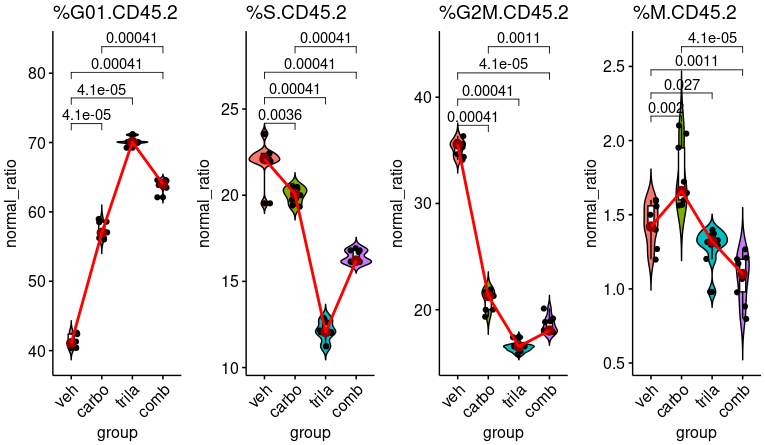 %G01.CD45.2
normal_ratio
80
70
60
50
40
0.00041
0.00041
4.1e-05
4.1e-05
veh
carbo
trila
comb
group
%S.CD45.2
normal_ratio
25
20
15
10
0.00041
0.00041
0.00041
0.0036
veh
carbo
trila
comb
group
%G2M.CD45.2
normal_ratio
40
30
20
0.0011
4.1e-05
0.00041
0.00041
veh
carbo
trila
comb
group
%M.CD45.2
normal_ratio
2.5
2.0
1.5
1.0
0.5
4.1e-05
0.0011
0.027
0.002
veh
carbo
trila
comb
group